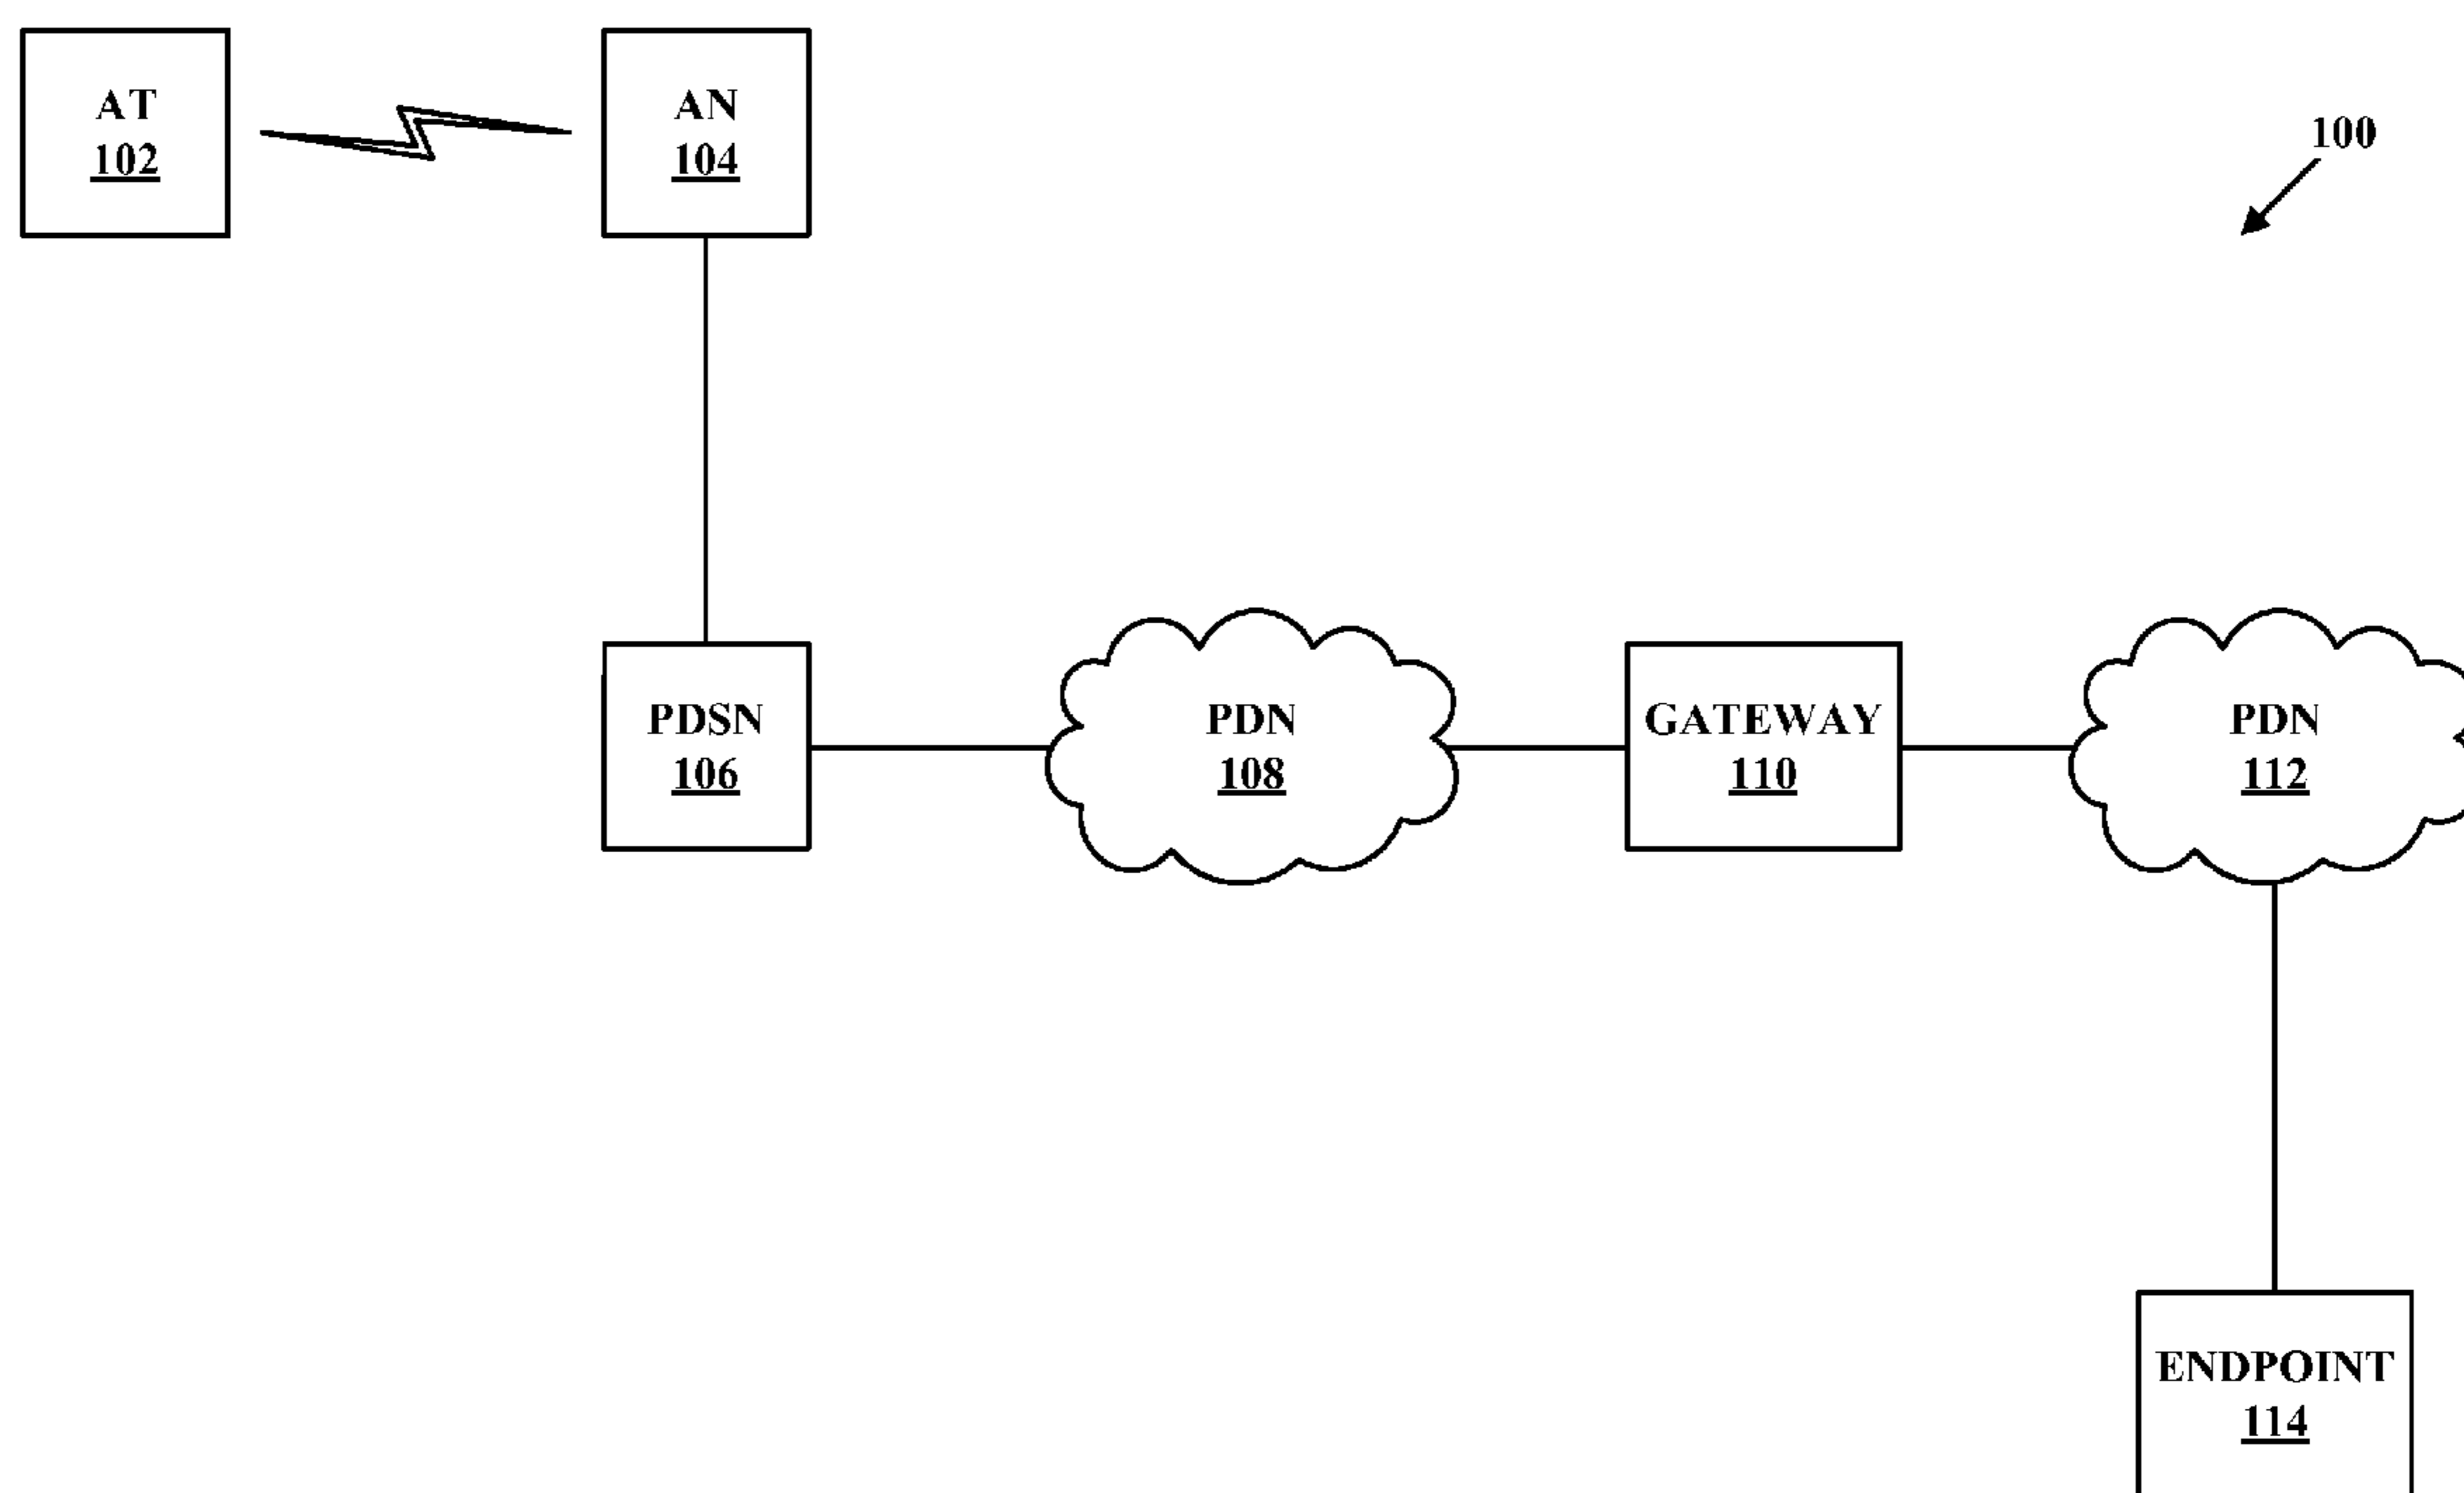 AT
102
AN
104
100
PDSN
106
PDN
108
GATEWAY
110
PDN
112
ENDPOINT
114